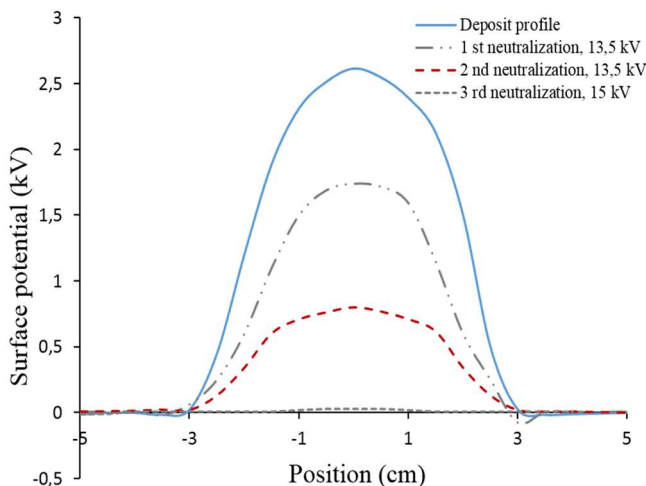 3
2,5
2
1,5
1
0,5
0
-0,5
Surface potential (kV)
Deposit profile
1 st neutralization, 13,5 kV
2 nd neutralization, 13,5 kV
3 rd neutralization, 15 kV
-5
-3
-1
1
3
5
Position (cm)